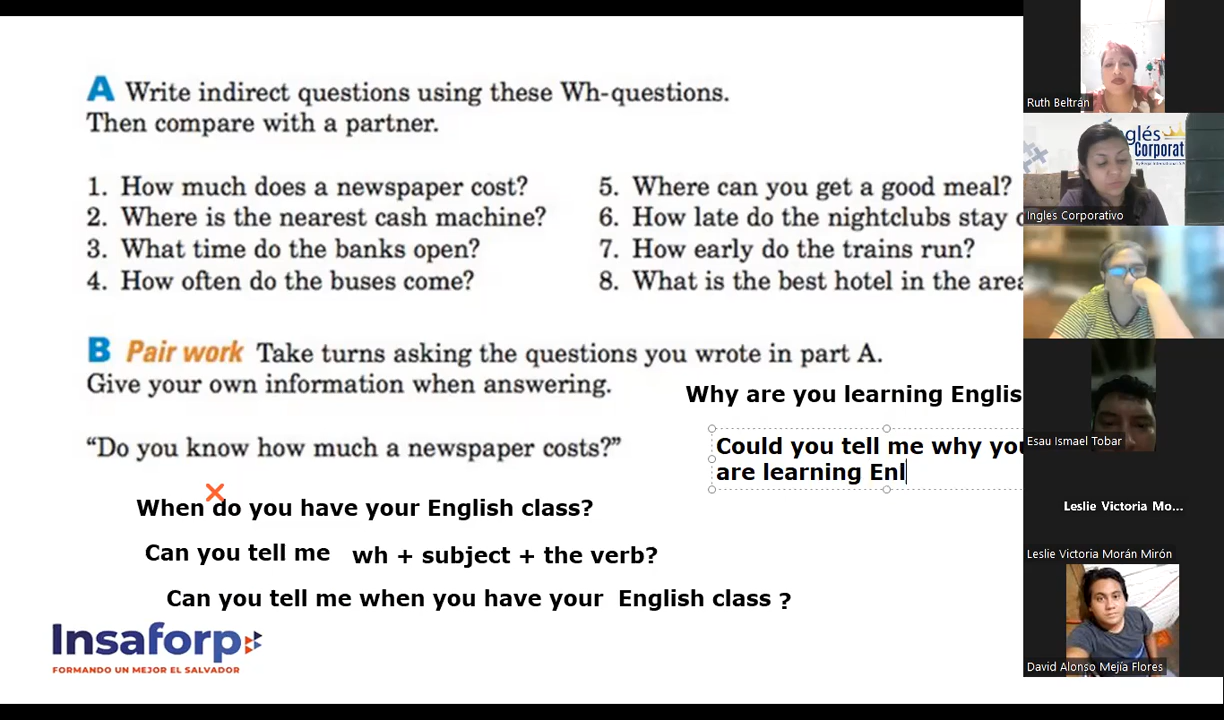 A Write indirect questions using these Wh-questions.
Then compare with a partner.
1. How much does a newspaper cost?
2. Where is the nearest cash machine?
3. What time do the banks open?
4. How often do the buses come?
5. Where can you get a good meal?
6. How late do the nightclubs stay
7. How early do the trains run?
8. What is the best hotel in the area
B Pair work Take turns asking the questions you wrote in part A.
Give your own information when answering.
“Do you know how much a newspaper costs?”
Why are you learning Englis
Could you tell me why you
are learning Enl
When do you have your English class?
Can you tell me wh + subject + the verb?
Can you tell me when you have your English class ?
Insaforp
FORMANDO UN MEJOR EL SALVADOR
Ruth Beltrán
Inglés
Corporat
Ingles Corporativo
Esau Ismael Tobar
Leslie Victoria Mo...
Leslie Victoria Morán Mirón
David Alonso Mejía Flores